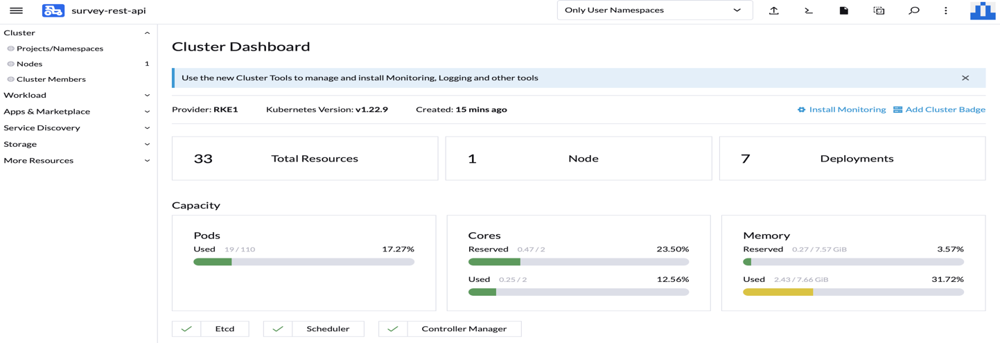 survey-rest-api
Only User Namespaces
Cluster
Projects/Namespaces
Nodes 1
Cluster Members
Workload
Apps & Marketplace
Service Discovery
Storage
More Resources
Cluster Dashboard
Use the new Cluster Tools to manage and install Monitoring, Logging and other tools
Provider: RKE1 Kubernetes Version: v1.22.9 Created: 15 mins ago Install Monitoring Add Cluster Badge
33 Total Resources
1 Node
7 Deployments
Capacity
Pods
Used 19 / 110 17.27%
Cores
Reserved 0.47 / 2 23.50%
Used 0.25 / 2 12.56%
Memory
Reserved 0.27 / 7.57 GiB 3.57%
Used 2.43 / 7.66 GiB 31.72%
Etcd Scheduler Controller Manager